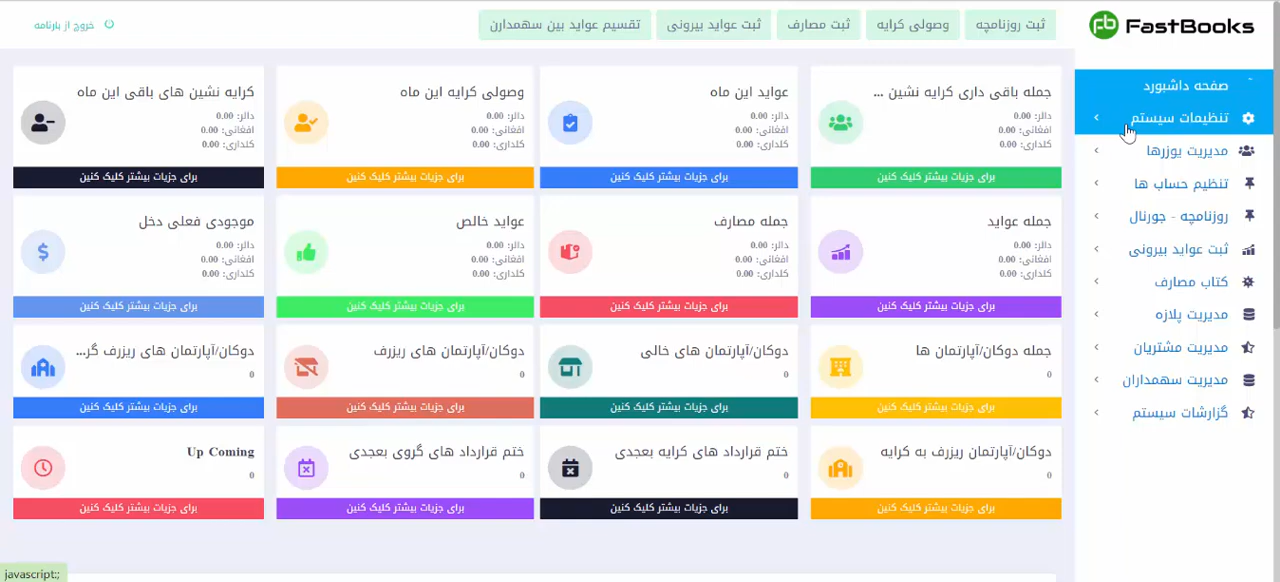 FastBooks
ثبت روزنامچه
وصولی کرایه
ثبت مصارف
ثبت عواید بیرونی
تقسیم عواید بین سهمداران
خروج از بارنامه
صفحه داشبورد
تنظیمات سیستم
مدیریت یوزرها
تنظیم حساب ها
روزنامچه - جورنال
ثبت عواید بیرونی
کتاب مصارف
مدیریت پلازه
مدیریت مشتریان
مدیریت سهمداران
گزارشات سیستم
جمله باقی داری کرایه نشین ...
دالر: 0.00
افغانی: 0.00
کلداری: 0.00
برای جزیات بیشتر کلیک کنین
عواید این ماه
دالر: 0.00
افغانی: 0.00
کلداری: 0.00
برای جزیات بیشتر کلیک کنین
وصولی کرایه این ماه
دالر: 0.00
افغانی: 0.00
کلداری: 0.00
برای جزیات بیشتر کلیک کنین
کرایه نشین های باقی این ماه
دالر: 0.00
افغانی: 0.00
کلداری: 0.00
برای جزیات بیشتر کلیک کنین
جمله عواید
دالر: 0.00
افغانی: 0.00
کلداری: 0.00
برای جزیات بیشتر کلیک کنین
جمله مصارف
دالر: 0.00
افغانی: 0.00
کلداری: 0.00
برای جزیات بیشتر کلیک کنین
عواید خالص
دالر: 0.00
افغانی: 0.00
کلداری: 0.00
برای جزیات بیشتر کلیک کنین
موجودی فعلی دخل
دالر: 0.00
افغانی: 0.00
کلداری: 0.00
برای جزیات بیشتر کلیک کنین
جمله دوکان/آپارتمان ها
0
برای جزیات بیشتر کلیک کنین
دوکان/آپارتمان های خالی
0
برای جزیات بیشتر کلیک کنین
دوکان/آپارتمان های ریزرف
0
برای جزیات بیشتر کلیک کنین
دوکان/آپارتمان های ریزرف گر...
0
برای جزیات بیشتر کلیک کنین
دوکان/آپارتمان ریزرف به کرایه
0
برای جزیات بیشتر کلیک کنین
ختم قرارداد های کرایه بعجدی
0
برای جزیات بیشتر کلیک کنین
ختم قرارداد های گروی بعجدی
0
برای جزیات بیشتر کلیک کنین
Up Coming
0
برای جزیات بیشتر کلیک کنین
javascript:;